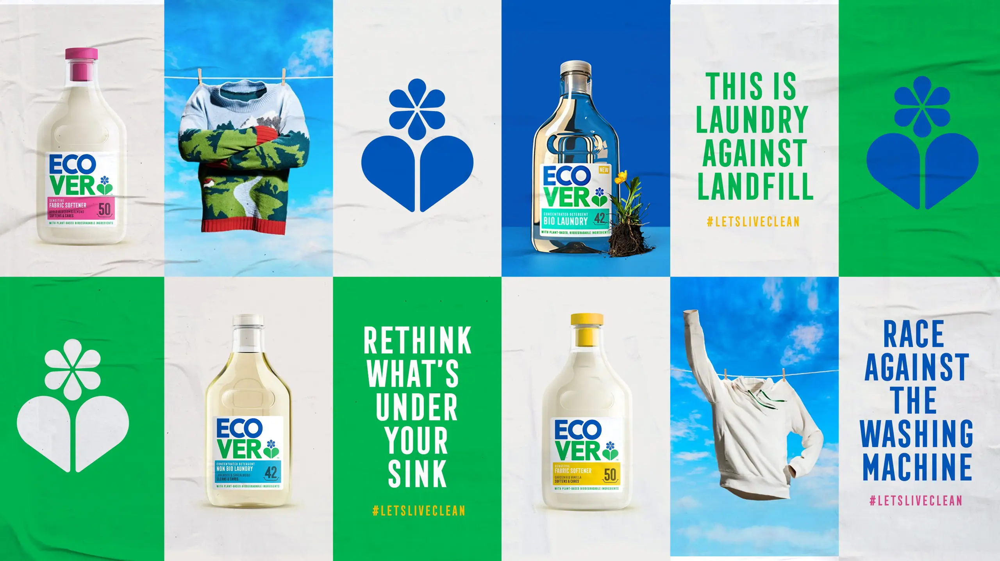 ECO
VER
SENSITIVE
FABRIC SOFTENER
APPLE BLOSSOM & ALMOND
SOFTENS & CARES
50
WITH PLANT-BASED BIODEGRADABLE INGREDIENTS
ECO
VER
NEW
CONCENTRATED DETERGENT
BIO LAUNDRY
42
WITH PLANT-BASED, BIODEGRADABLE INGREDIENTS
THIS IS
LAUNDRY
AGAINST
LANDFILL
#LETSLIVECLEAN
ECO
VER
CONCENTRATED DETERGENT
NON BIO LAUNDRY
LAVENDER & SANDALWOOD
CLEANS & CARES
42
WITH PLANT-BASED BIODEGRADABLE INGREDIENTS
RETHINK
WHAT'S
UNDER
YOUR
SINK
#LETSLIVECLEAN
ECO
VER
SENSITIVE
FABRIC SOFTENER
GARDENIA & VANILLA
SOFTENS & CARES
50
WITH PLANT-BASED BIODEGRADABLE INGREDIENTS
RACE
AGAINST
THE
WASHING
MACHINE
#LETSLIVECLEAN